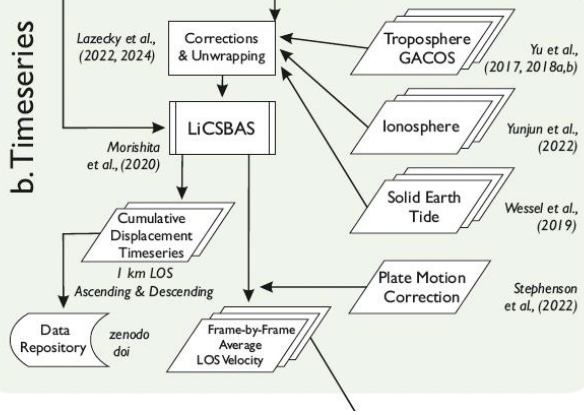 b. Timeseries
Lazecky et al.,
(2022, 2024)
Corrections
& Unwrapping
Troposphere
GACOS
Yu et al.,
(2017, 2018a,b)
LiCSBAS
Morishita
et al., (2020)
Ionosphere
Yunjun et al.,
(2022)
Solid Earth
Tide
Wessel et al.,
(2019)
Cumulative
Displacement
Timeseries
1 km LOS
Ascending & Descending
Plate Motion
Correction
Stephenson
et al., (2022)
Data
Repository
zenodo
doi
Frame-by-Frame
Average
LOS Velocity